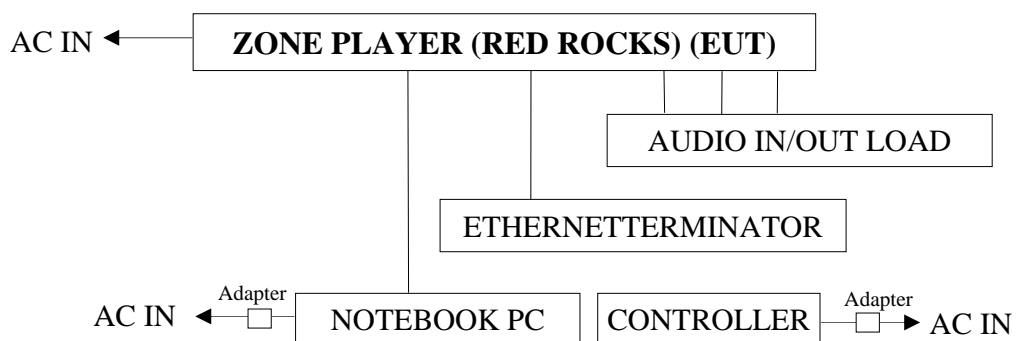 AC IN
ZONE PLAYER (RED ROCKS) (EUT)
AUDIO IN/OUT LOAD
ETHERNETTERMINATOR
AC IN
Adapter
NOTEBOOK PC
CONTROLLER
Adapter
AC IN